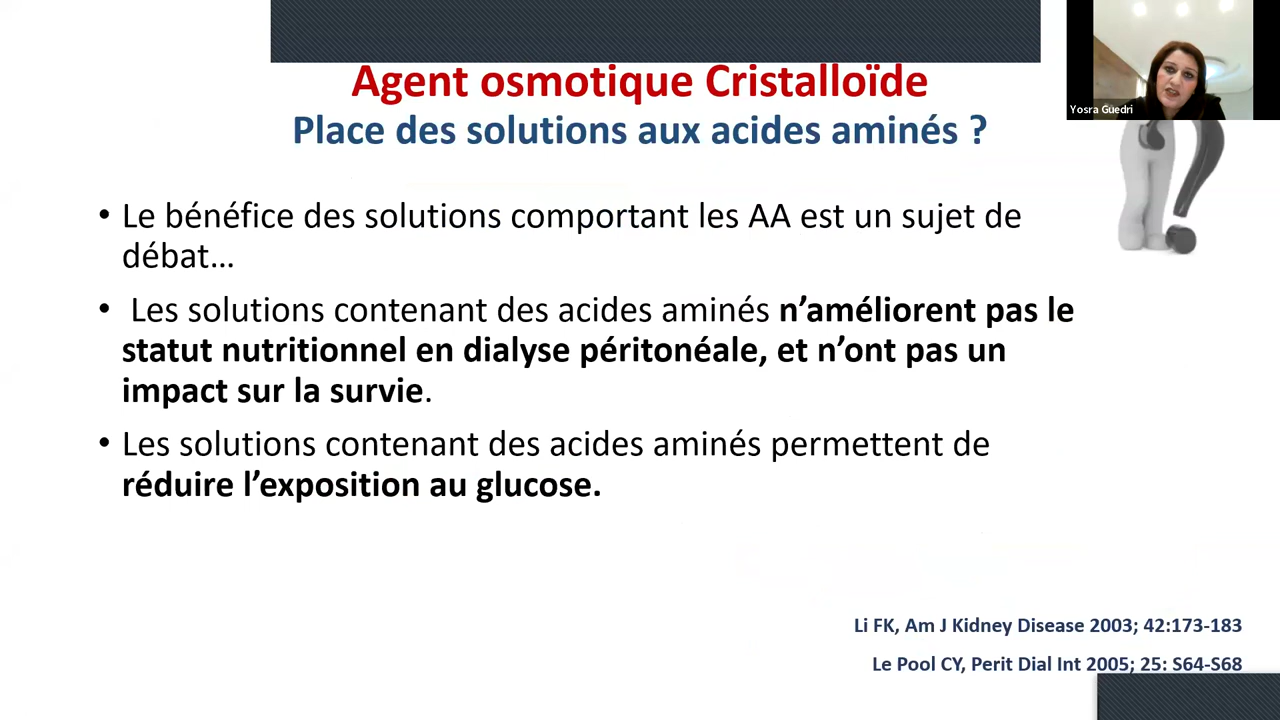 Agent osmotique Cristalloïde
Yosra Guedri
Place des solutions aux acides aminés ?
• Le bénéfice des solutions comportant les AA est un sujet de
débat…
• Les solutions contenant des acides aminés n’améliorent pas le
statut nutritionnel en dialyse péritonéale, et n’ont pas un
impact sur la survie.
• Les solutions contenant des acides aminés permettent de
réduire l’exposition au glucose.
Li FK, Am J Kidney Disease 2003; 42:173-183
Le Pool CY, Perit Dial Int 2005; 25: S64-S68